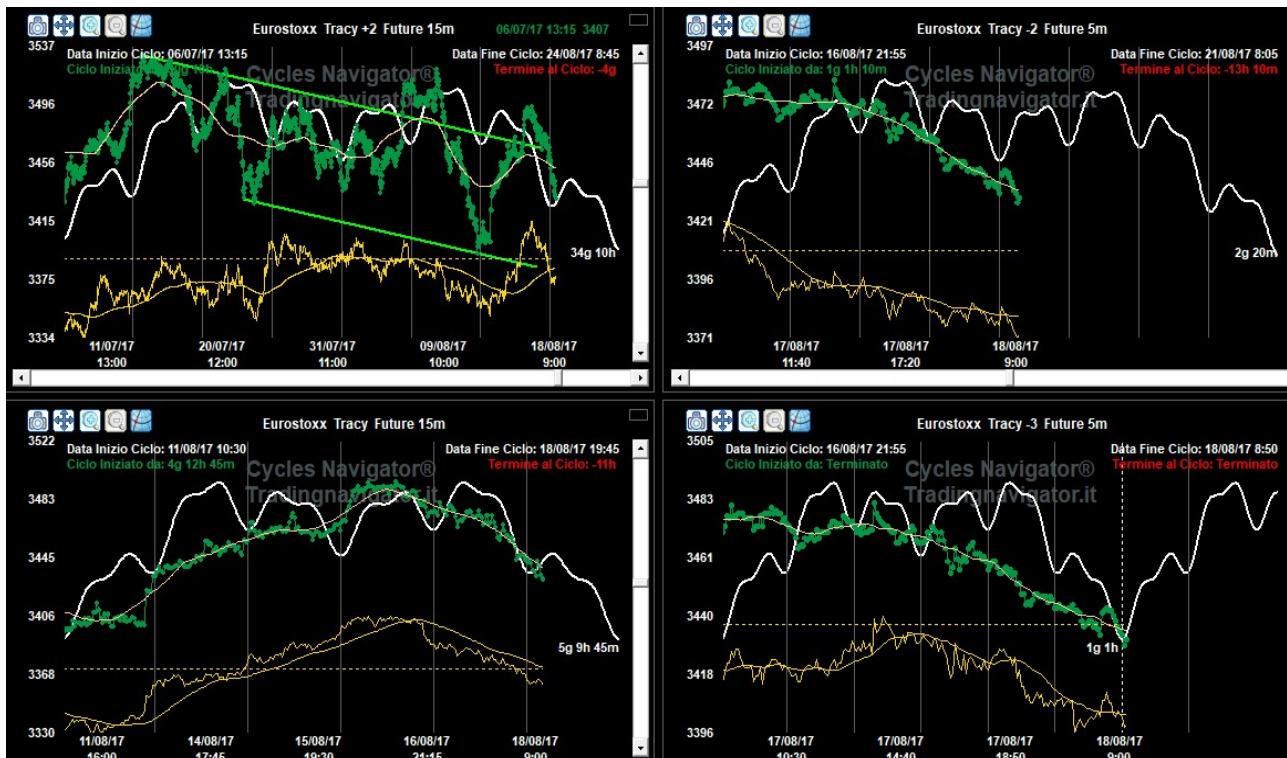 Eurostoxx Tracy +2 Future 15m
06/07/17 13:15 3407
3537
Data Inizio Ciclo: 06/07/17 13:15
Data Fine Ciclo: 24/08/17 8:45
Ciclo Iniziato da:
Termine al Ciclo: -4g
Cycles Navigator®
Tradingnavigator.it
3496
3456
3415
34g 10h
3375
3334
11/07/17 20/07/17 31/07/17 09/08/17 18/08/17
13:00 12:00 11:00 10:00 9:00
Eurostoxx Tracy -2 Future 5m
3497
Data Inizio Ciclo: 16/08/17 21:55
Data Fine Ciclo: 21/08/17 8:05
Ciclo Iniziato da: 1g 1h 10m
Termine al Ciclo: -13h 10m
Cycles Navigator®
Tradingnavigator.it
3472
3446
3421
2g 20m
3396
3371
17/08/17 17/08/17 18/08/17
11:40 17:20 9:00
Eurostoxx Tracy Future 15m
3522
Data Inizio Ciclo: 11/08/17 10:30
Data Fine Ciclo: 18/08/17 19:45
Ciclo Iniziato da: 4g 12h 45m
Termine al Ciclo: -11h
Cycles Navigator®
Tradingnavigator.it
3483
3445
3406
5g 9h 45m
3368
3330
11/08/17 14/08/17 15/08/17 16/08/17 18/08/17
16:00 17:45 19:30 21:15 9:00
Eurostoxx Tracy -3 Future 5m
3505
Data Inizio Ciclo: 16/08/17 21:55
Data Fine Ciclo: 18/08/17 8:50
Ciclo Iniziato da: Terminato
Termine al Ciclo: Terminato
Cycles Navigator®
Tradingnavigator.it
3483
3461
3440
1g 1h
3418
3396
17/08/17 17/08/17 17/08/17 18/08/17
10:30 14:40 18:50 9:00